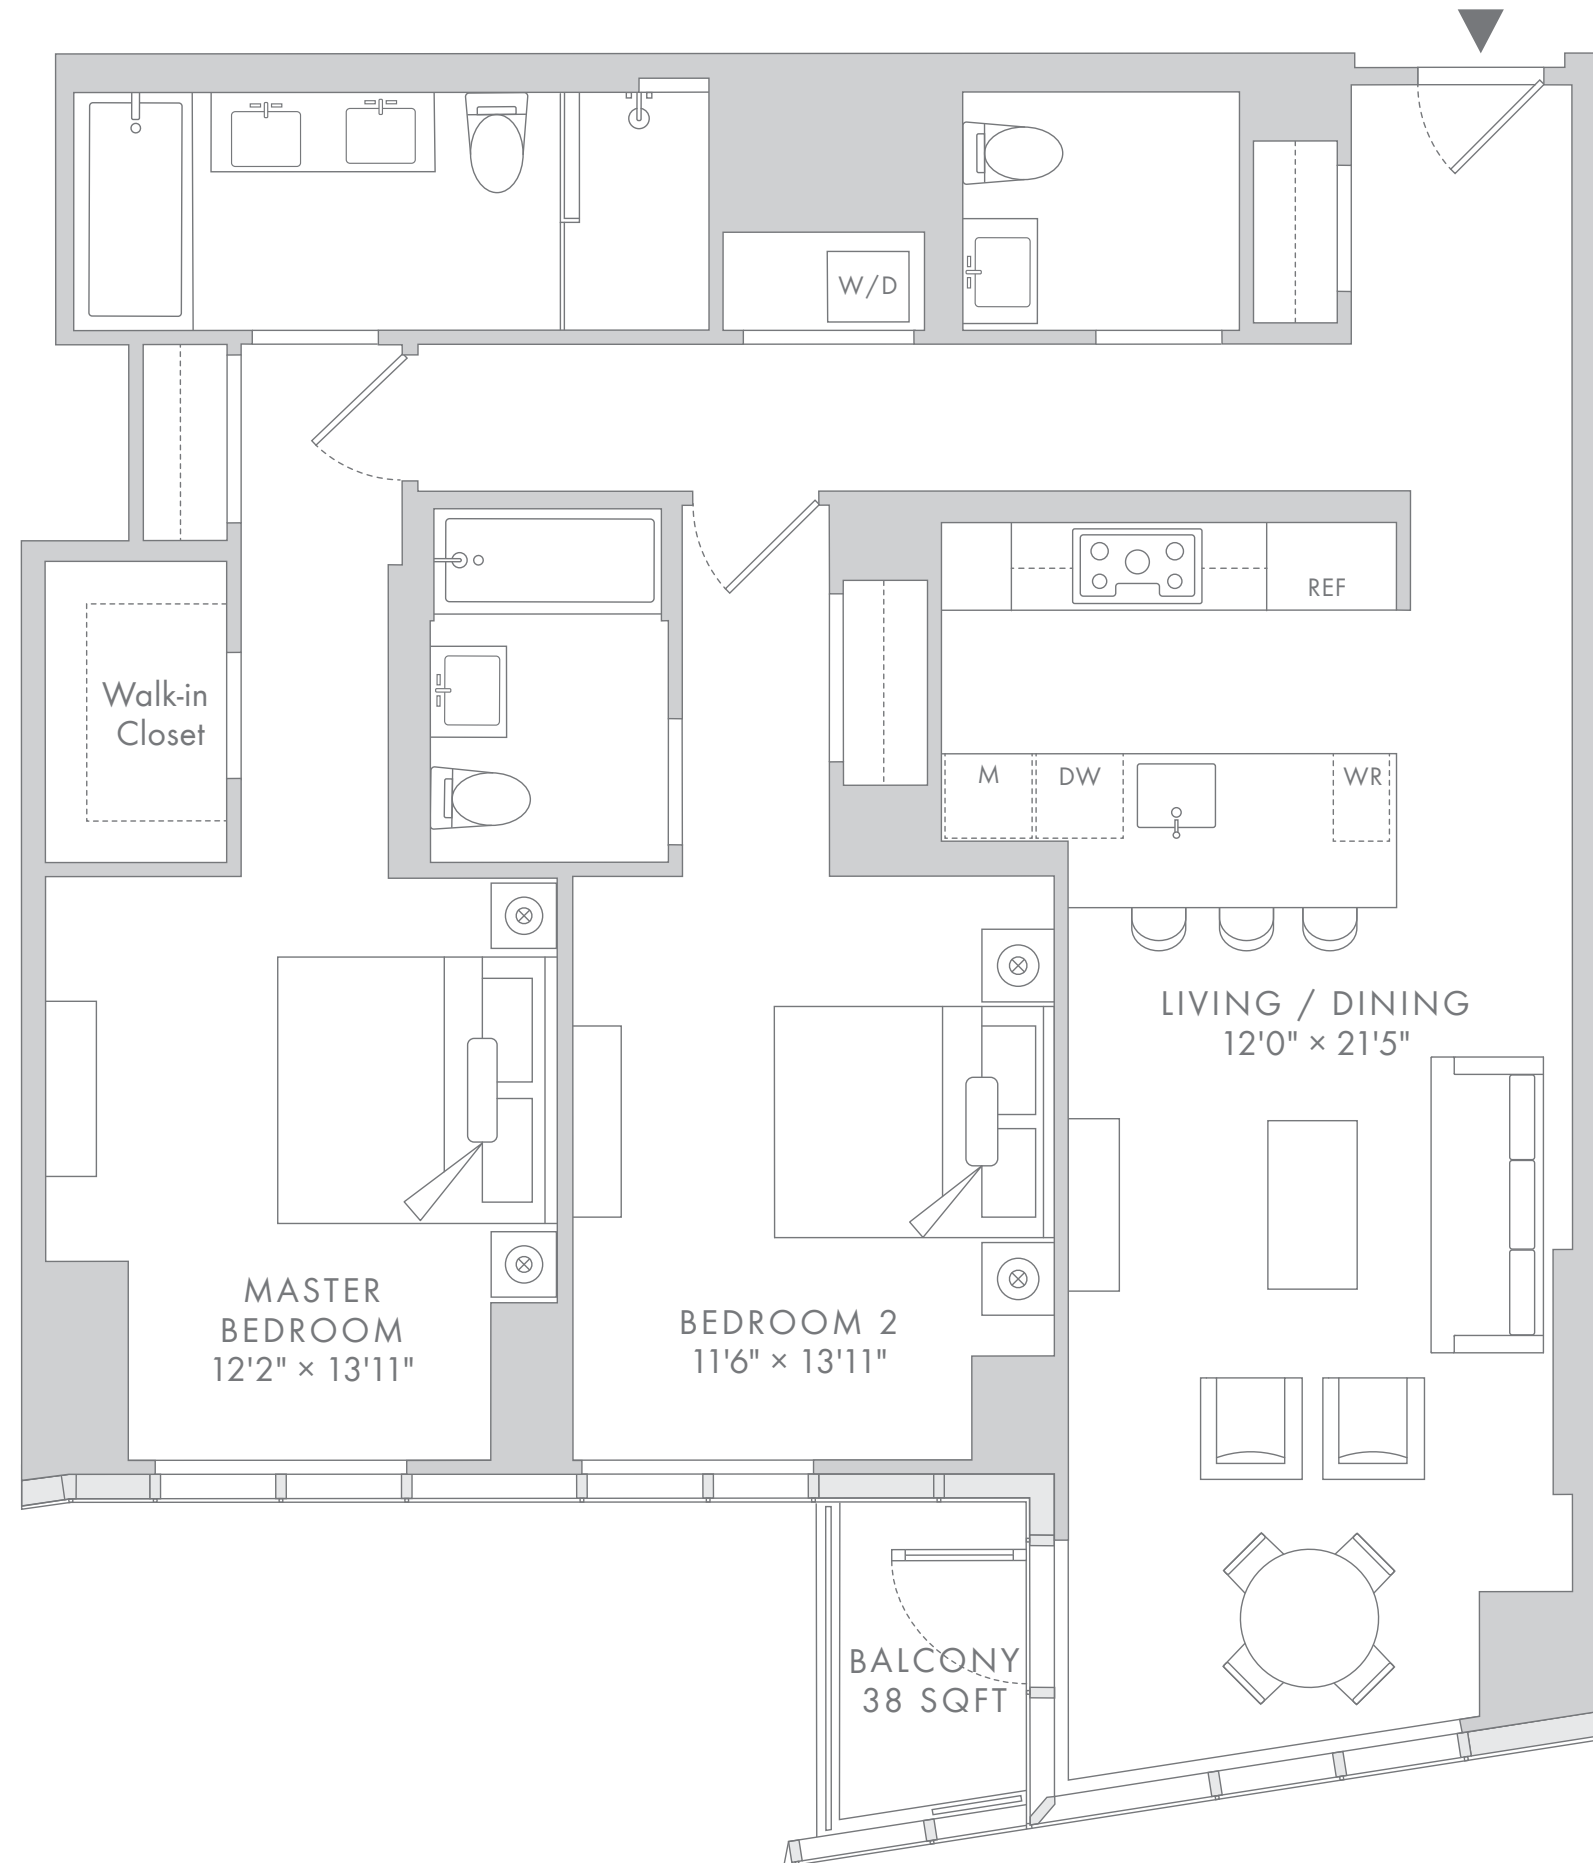 W/D
REF
Walk-in
Closet
M
DW
WR
LIVING / DINING
12'0" × 21'5"
MASTER
BEDROOM
12'2" × 13'11"
BEDROOM 2
11'6" × 13'11"
BALCONY
38 SQFT